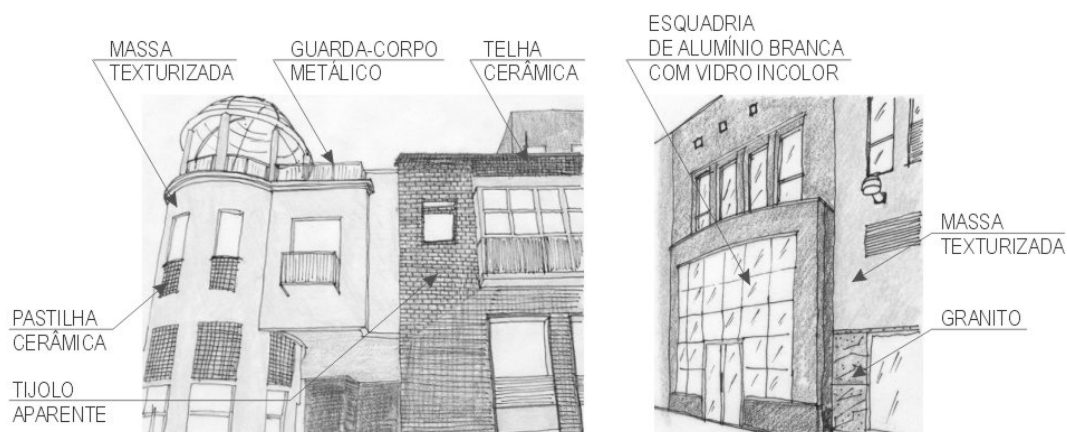 MASSA
TEXTURIZADA
GUARDA-CORPO
METÁLICO
TELHA
CERÂMICA
ESQUADRIA
DE ALUMÍNIO BRANCA
COM VIDRO INCOLOR
PASTILHA
CERÂMICA
TIJOLO
APARENTE
MASSA
TEXTURIZADA
GRANITO